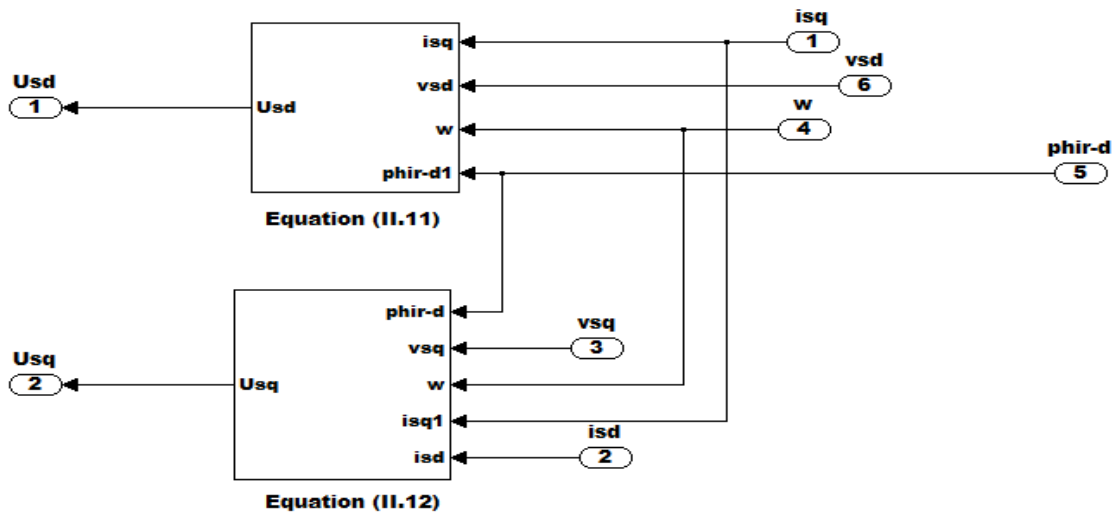 isq
1
vsd
6
w
4
phir-d
5
Usd
1
isq
vsd
Usd
w
phir-d1
Equation (II.11)
phir-d
vsq
3
vsq
Usq
2
Usq
w
isq1
isd
2
isd
Equation (II.12)